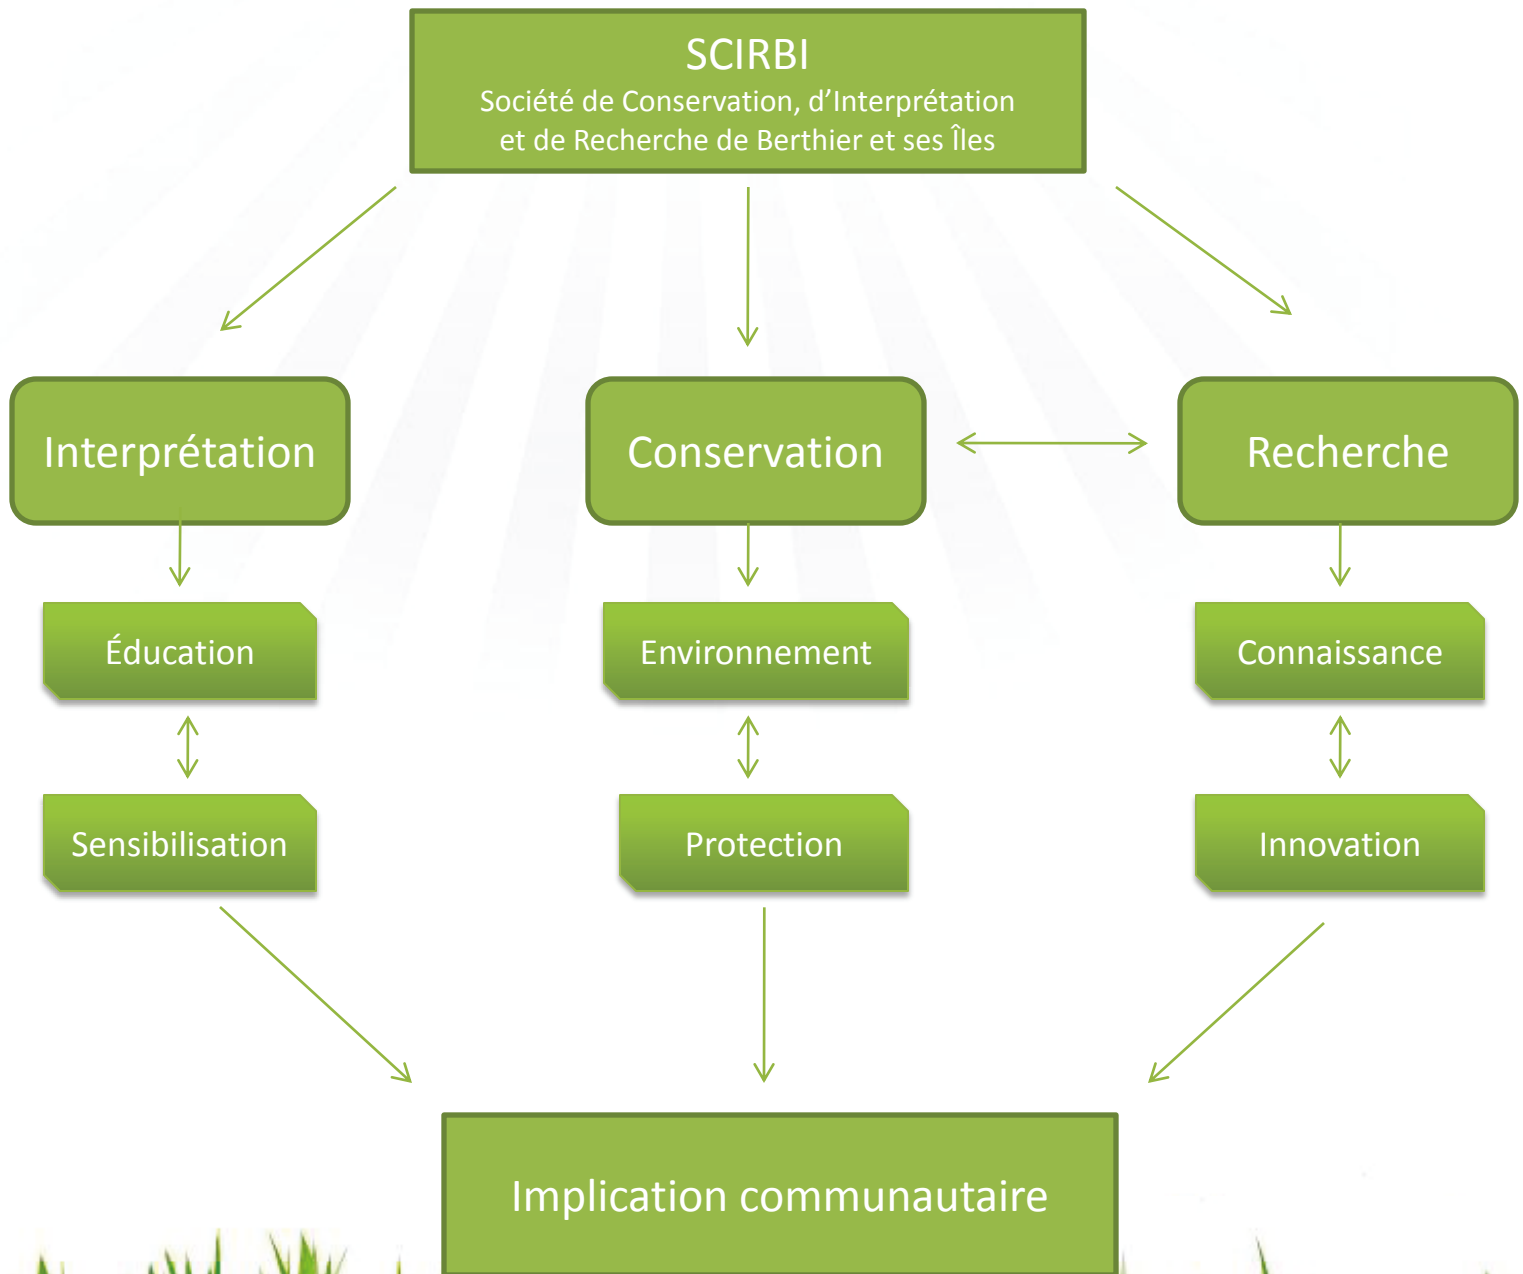 SCIRBI
Société de Conservation, d’Interprétation
et de Recherche de Berthier et ses Îles
Interprétation
Conservation
Recherche
Éducation
Environnement
Connaissance
Sensibilisation
Protection
Innovation
Implication communautaire